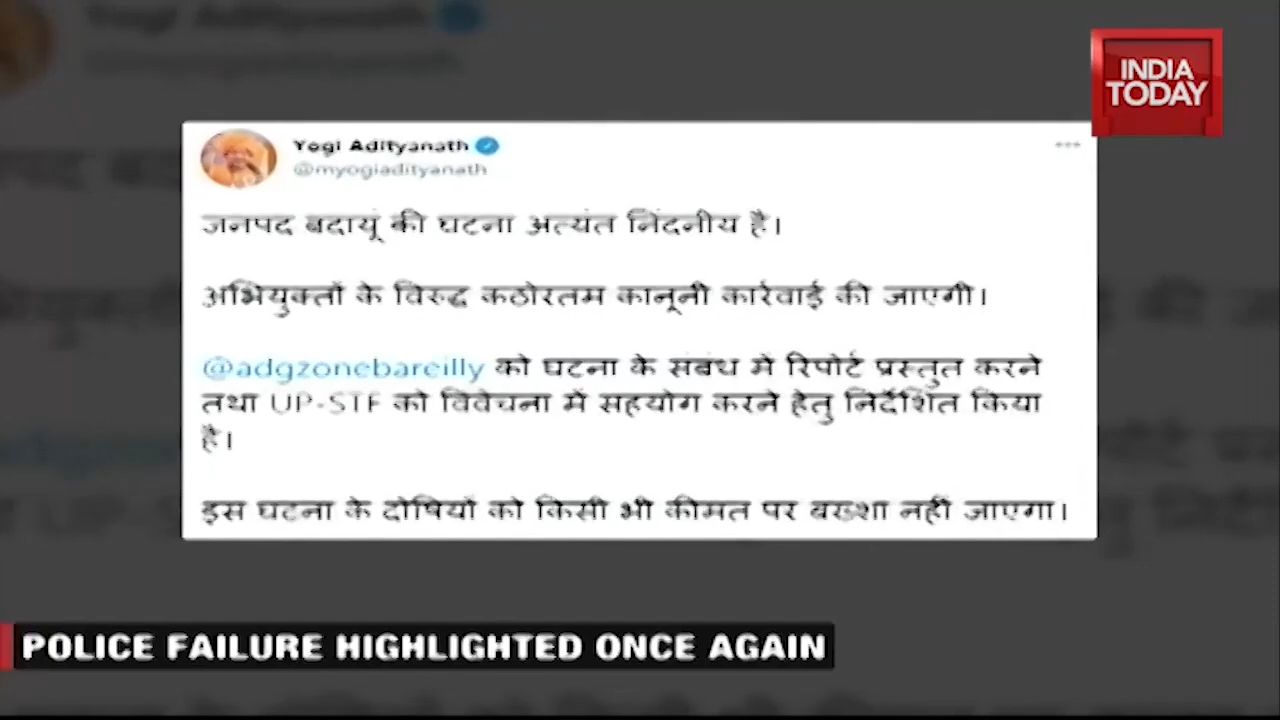 INDIA
TODAY
Yogi Adityanath
@myogiadityanath
जनपद बदायूं की घटना अत्यंत निंदनीय है।
अभियुक्तों के विरुद्ध कठोरतम कानूनी कार्रवाई की जाएगी।
@adgzonebareilly को घटना के संबंध में रिपोर्ट प्रस्तुत करने
तथा UP-STF को विवेचना में सहयोग करने हेतु निर्देशित किया
है।
इस घटना के दोषियों को किसी भी कीमत पर बख्शा नहीं जाएगा।
POLICE FAILURE HIGHLIGHTED ONCE AGAIN